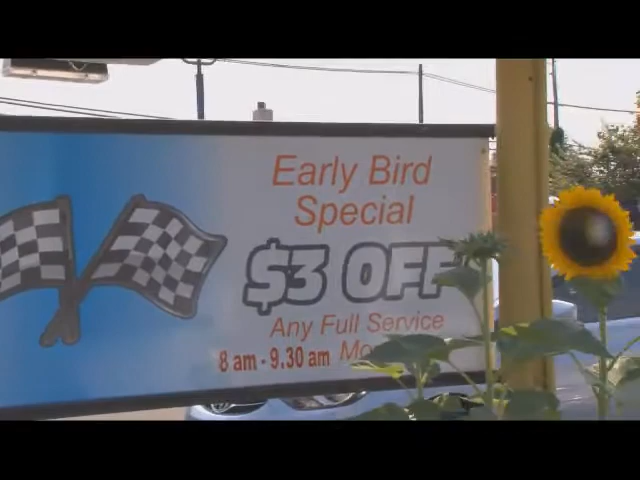 Early Bird
Special
$3 OFF
Any Full Service
8 am - 9.30 am